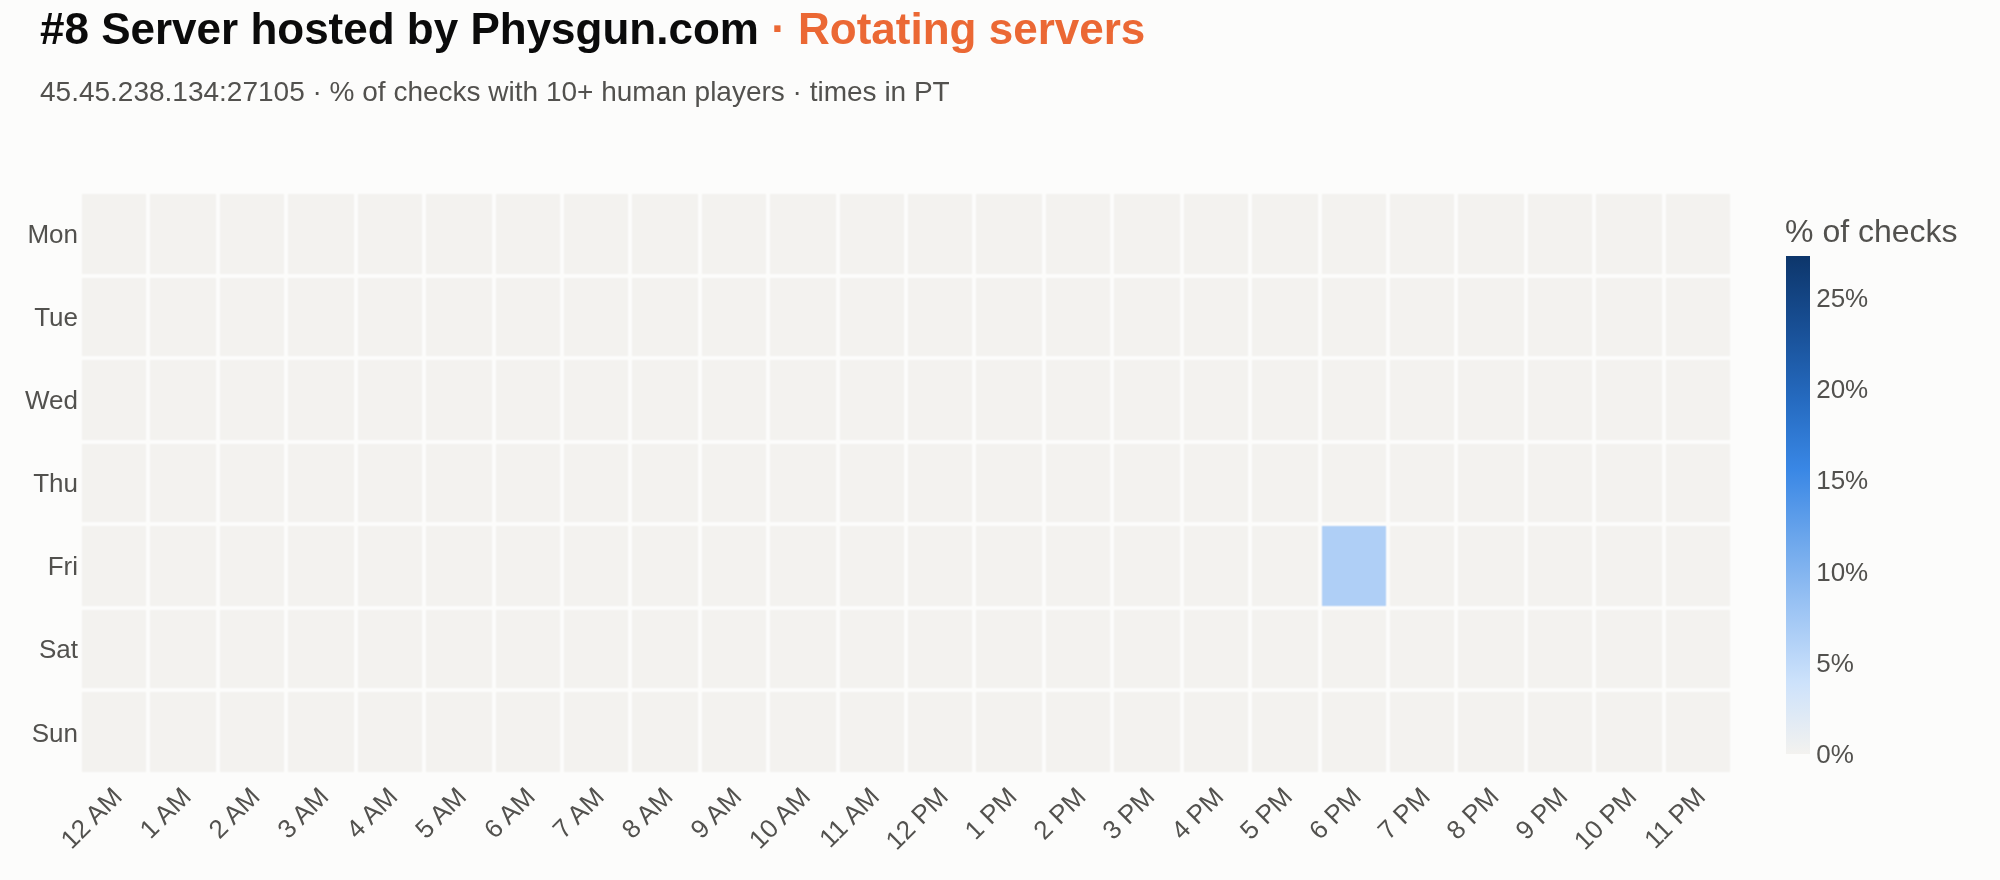 #8 Server hosted by Physgun.com · Rotating servers
45.45.238.134:27105 · % of checks with 10+ human players · times in PT
% of checks
25%
20%
15%
10%
5%
0%
Mon
Tue
Wed
Thu
Fri
Sat
Sun
12 AM
1 AM
2 AM
3 AM
4 AM
5 AM
6 AM
7 AM
8 AM
9 AM
10 AM
11 AM
12 PM
1 PM
2 PM
3 PM
4 PM
5 PM
6 PM
7 PM
8 PM
9 PM
10 PM
11 PM